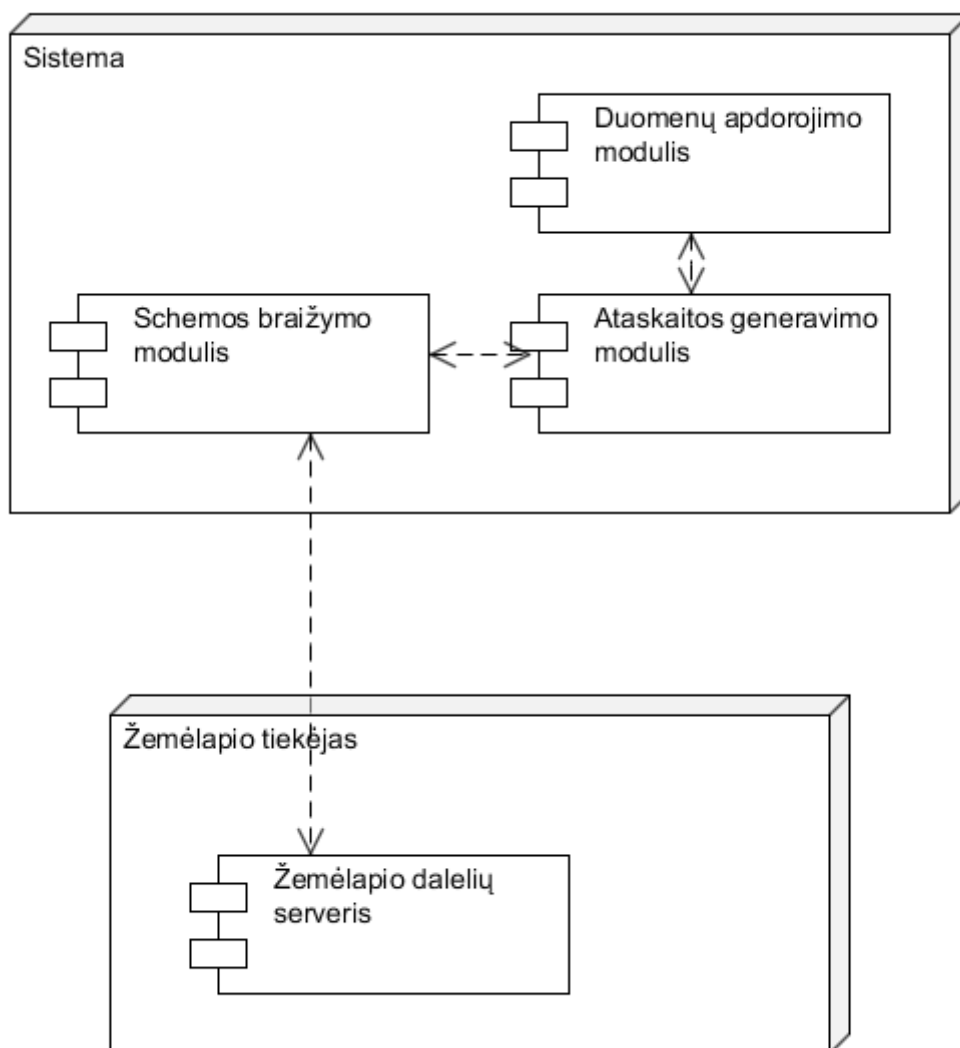 Sistema
Duomenų apdorojimo
modulis
Schemos braižymo
modulis
Ataskaitos generavimo
modulis
Žemėlapio tiekėjas
Žemėlapio dalelių
serveris